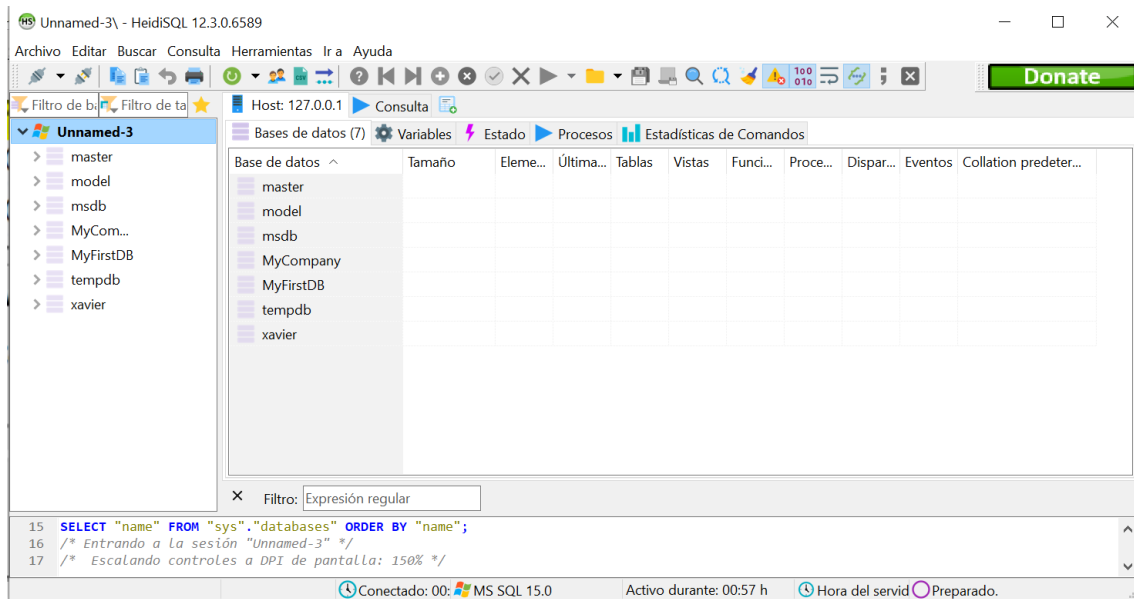 HS Unnamed-3\ - HeidiSQL 12.3.0.6589
Archivo Editar Buscar Consulta Herramientas Ir a Ayuda
Donate
Filtro de ba Filtro de ta Host: 127.0.0.1 Consulta
Unnamed-3
master
model
msdb
MyCom...
MyFirstDB
tempdb
xavier
Bases de datos (7) Variables Estado Procesos Estadísticas de Comandos
Base de datos Tamaño Eleme... Última... Tablas Vistas Funci... Proce... Dispar... Eventos Collation predeter...
master
model
msdb
MyCompany
MyFirstDB
tempdb
xavier
Filtro: Expresión regular
15 SELECT "name" FROM "sys"."databases" ORDER BY "name";
16 /* Entrando a la sesión "Unnamed-3" */
17 /* Escalando controles a DPI de pantalla: 150% */
Conectado: 00: MS SQL 15.0 Activo durante: 00:57 h Hora del servid Preparado.